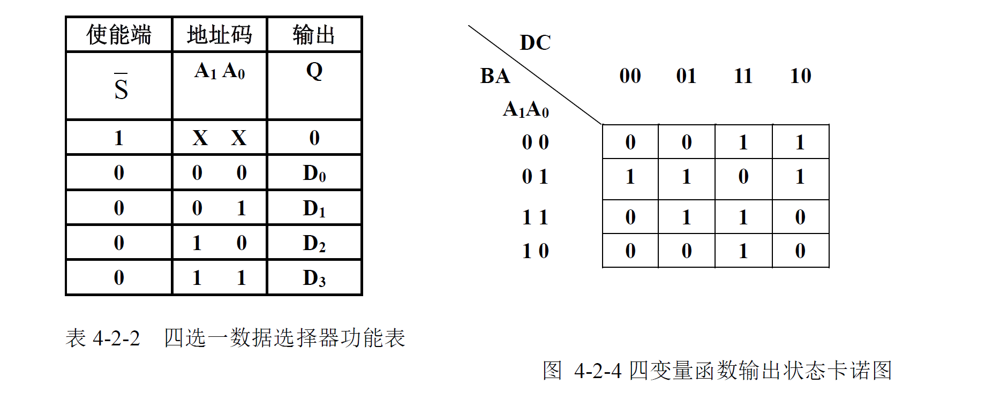 使能端 地址码 输出
S̅ A₁ A₀ Q
1 X X 0
0 0 0 D₀
0 0 1 D₁
0 1 0 D₂
0 1 1 D₃
表 4-2-2 四选一数据选择器功能表
DC
BA 00 01 11 10
A₁A₀
0 0 0 0 1 1
0 1 1 1 0 1
1 1 0 1 1 0
1 0 0 0 1 0
图 4-2-4 四变量函数输出状态卡诺图